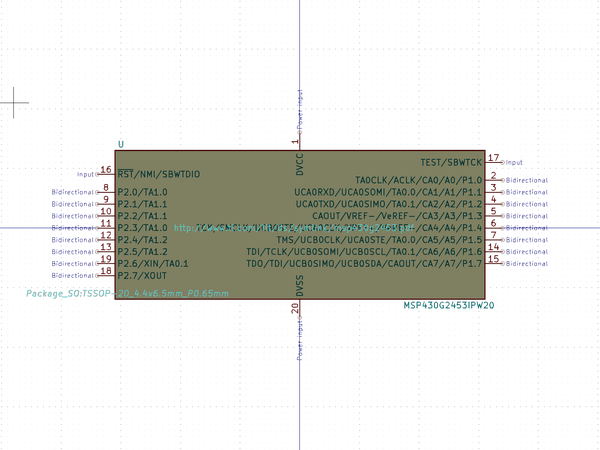 Power input
1
DVCC
U
16 RST/NMI/SBWTDIO
Input
TEST/SBWTCK 17 Input
TA0CLK/ACLK/CA0/A0/P1.0 2 Bidirectional
Bidirectional 8 P2.0/TA1.0
UCA0RXD/UCA0SOMI/TA0.0/CA1/A1/P1.1 3 Bidirectional
Bidirectional 9 P2.1/TA1.1
UCA0TXD/UCA0SIMO/TA0.1/CA2/A2/P1.2 4 Bidirectional
Bidirectional 10 P2.2/TA1.1
CAOUT/VREF-/VeREF-/CA3/A3/P1.3 5 Bidirectional
Bidirectional 11 P2.3/TA1.0
/CA4/A4/P1.4 6 Bidirectional
Bidirectional 12 P2.4/TA1.2
TMS/UCB0CLK/UCA0STE/TA0.0/CA5/A5/P1.5 7 Bidirectional
Bidirectional 13 P2.5/TA1.2
TDI/TCLK/UCB0SOMI/UCB0SCL/TA0.1/CA6/A6/P1.6 14 Bidirectional
Bidirectional 19 P2.6/XIN/TA0.1
TDO/TDI/UCB0SIMO/UCB0SDA/CAOUT/CA7/A7/P1.7 15 Bidirectional
Bidirectional 18 P2.7/XOUT
Package_SO:TSSOP-20_4.4x6.5mm_P0.65mm
DVSS
MSP430G2453IPW20
20
Power input